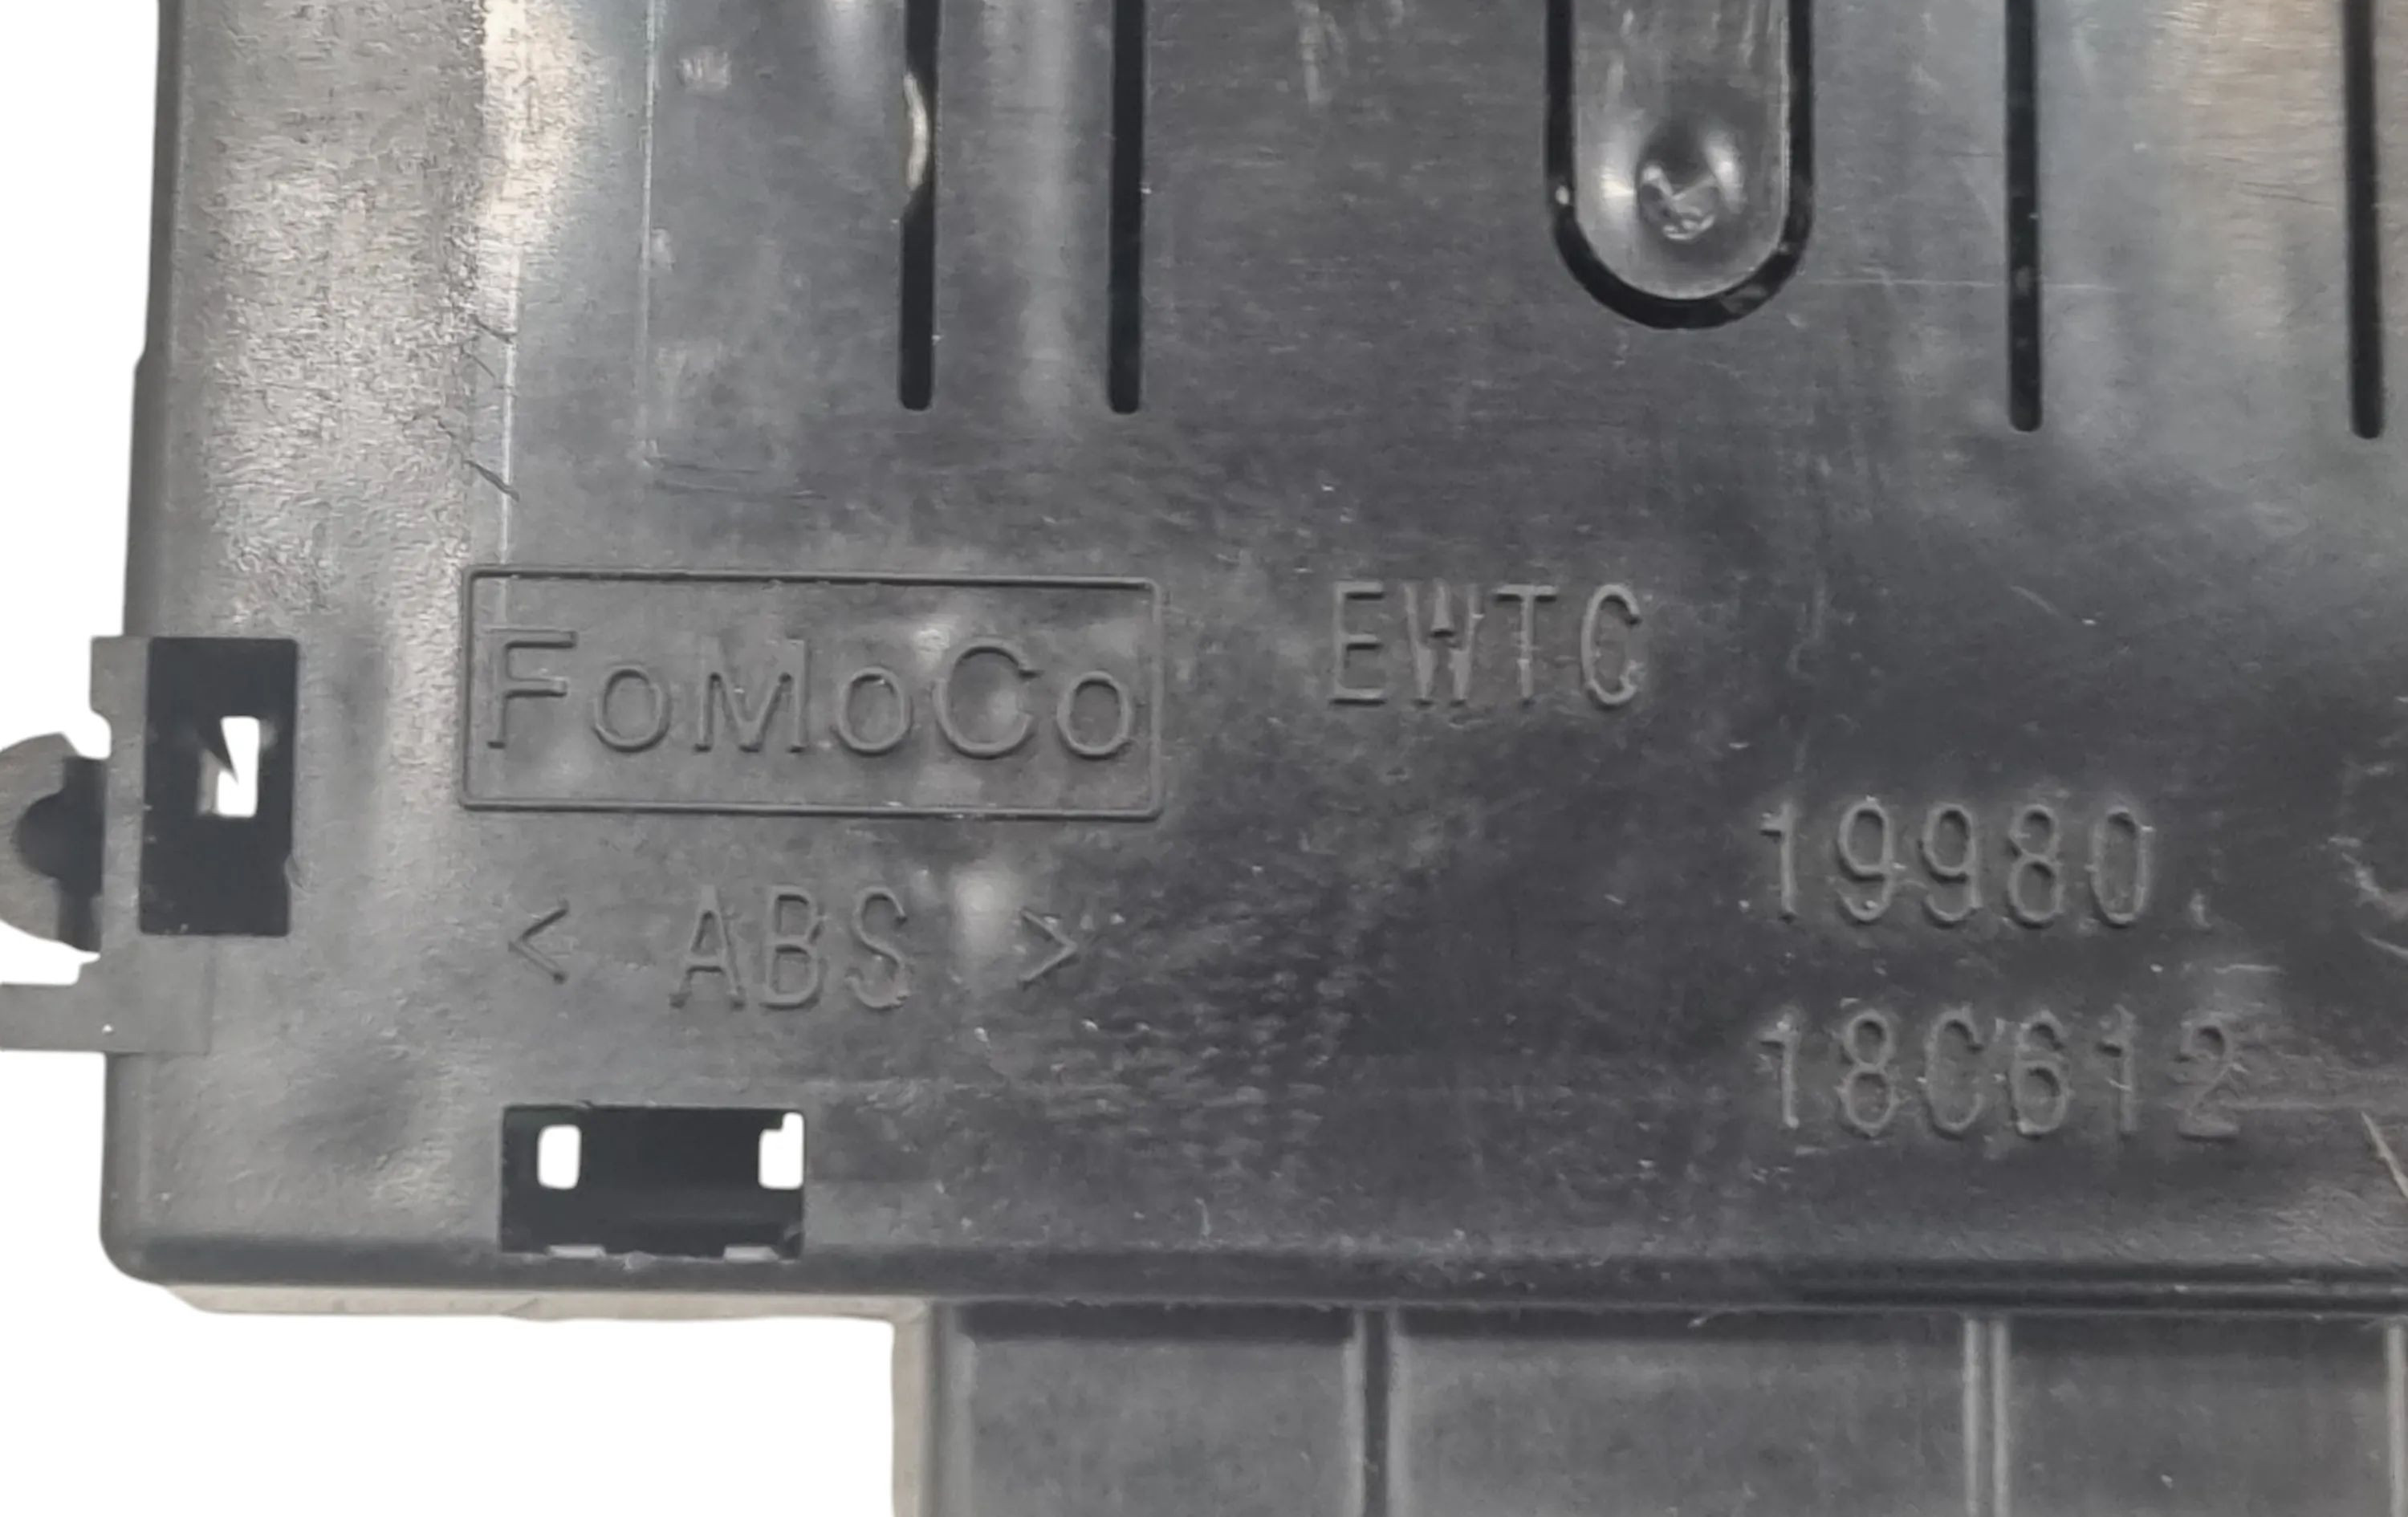 FoMoCo EWTC
19980
< ABS >
18C612